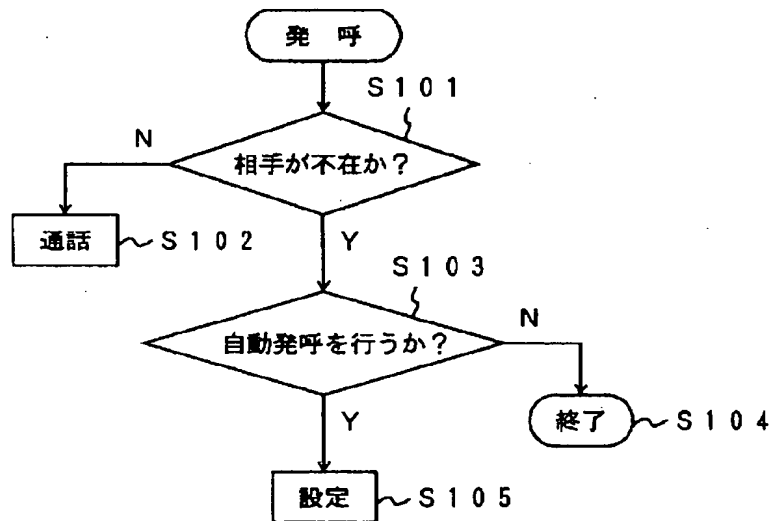 発 呼
S101
N
相手が不在か?
通話
S102
Y
S103
自動発呼を行うか?
N
終了
S104
Y
設定
S105